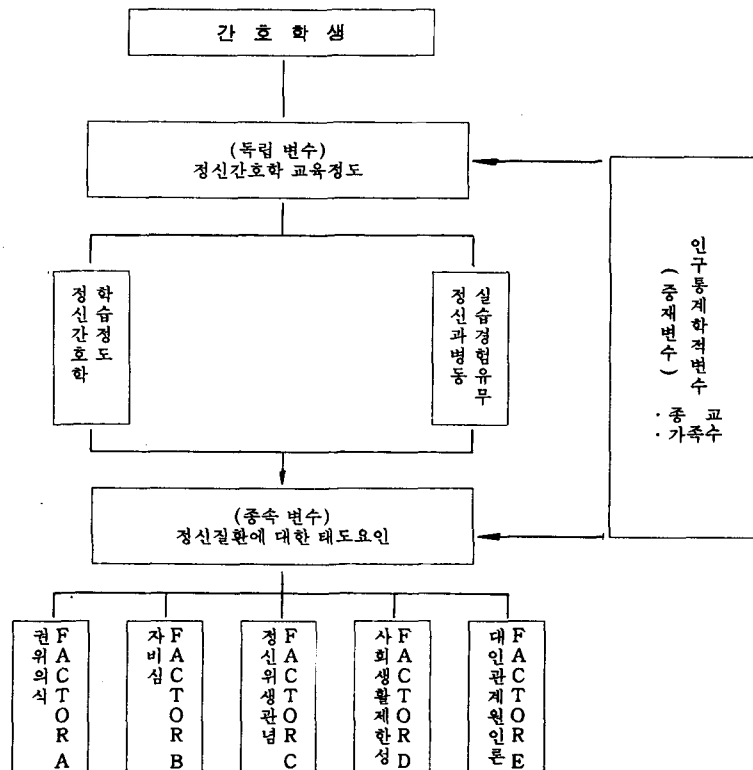 간 호 학 생
(독립 변수)
정신간호학 교육정도
정신간호학
학습정도
정신과병동
실습경험유무
인구통계학적변수
(중재변수)
· 종 교
· 가족수
(종속 변수)
정신질환에 대한 태도요인
FACTOR A
권위의식
FACTOR B
자비심
FACTOR C
정신위생관념
FACTOR D
사회생활제한성
FACTOR E
대인관계원인론